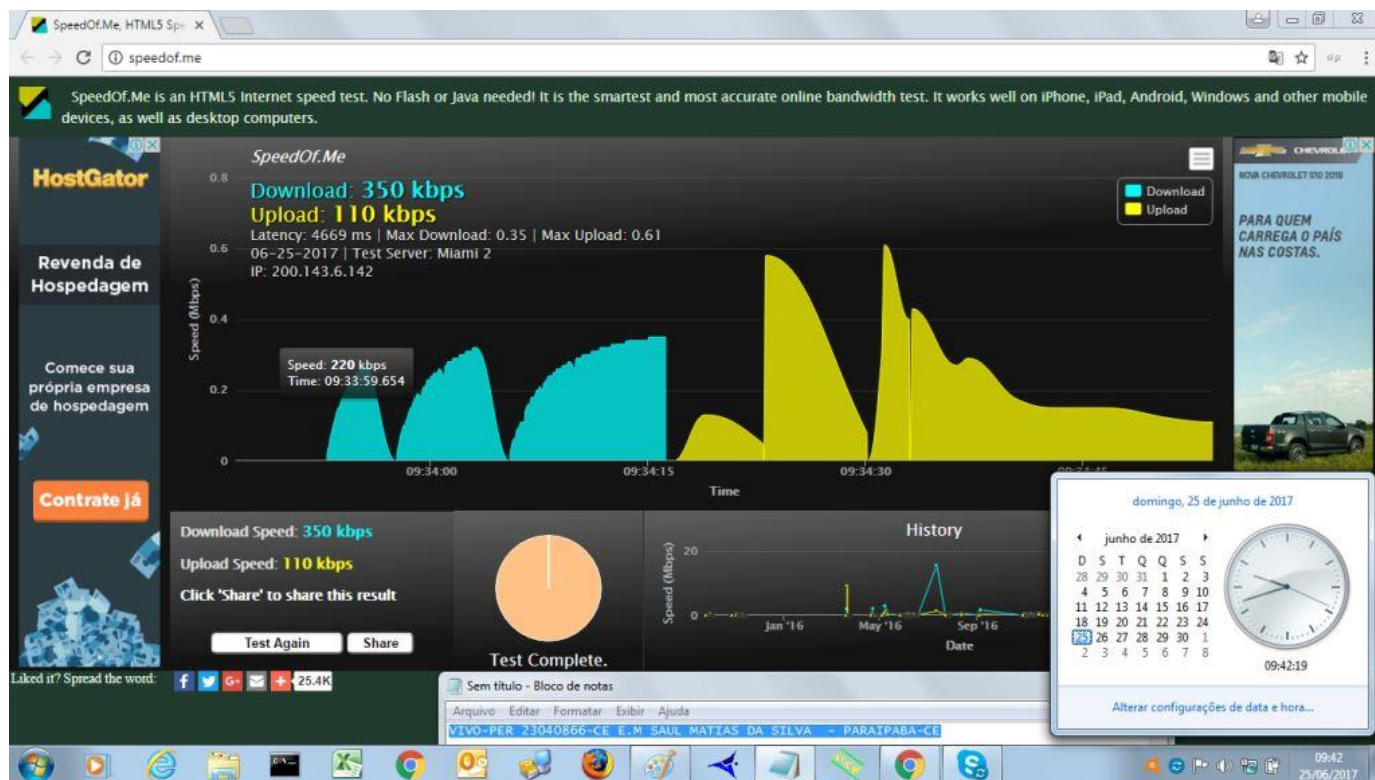 SpeedOf.Me, HTML5 Spe
speedof.me
SpeedOf.Me is an HTML5 Internet speed test. No Flash or Java needed! It is the smartest and most accurate online bandwidth test. It works well on iPhone, iPad, Android, Windows and other mobile
devices, as well as desktop computers.
HostGator
Revenda de
Hospedagem
Comece sua
própria empresa
de hospedagem
Contrate já
SpeedOf.Me
Download: 350 kbps
Upload: 110 kbps
Latency: 4669 ms | Max Download: 0.35 | Max Upload: 0.61
06-25-2017 | Test Server: Miami 2
IP: 200.143.6.142
Download
Upload
0.8
0.6
0.4
0.2
0
Speed (Mbps)
Speed: 220 kbps
Time: 09:33:59.654
09:34:00
09:34:15
09:34:30
09:34:45
Time
NOVA CHEVROLET S10 2018
PARA QUEM
CARREGA O PAÍS
NAS COSTAS.
Download Speed: 350 kbps
Upload Speed: 110 kbps
Click 'Share' to share this result
Test Again
Share
Test Complete.
History
Speed (Mbps)
20
0
Jan '16
May '16
Sep '16
Date
domingo, 25 de junho de 2017
junho de 2017
D S T Q Q S S
28 29 30 31 1 2 3
4 5 6 7 8 9 10
11 12 13 14 15 16 17
18 19 20 21 22 23 24
25 26 27 28 29 30 1
2 3 4 5 6 7 8
09:42:19
Alterar configurações de data e hora...
Liked it? Spread the word:
25.4K
Sem título - Bloco de notas
Arquivo Editar Formatar Exibir Ajuda
VIVO-PER 23040866-CE E.M SAUL MATIAS DA SILVA - PARAIPABA-CE
09:42
25/06/2017